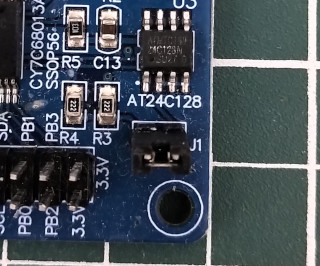 U3
CY7C68013A
SSOP56
R5
C13
AT24C128
222
222
R4
R3
J1
SDA
PB1
PB3
3.3V
SCL
PB0
PB2
3.3V